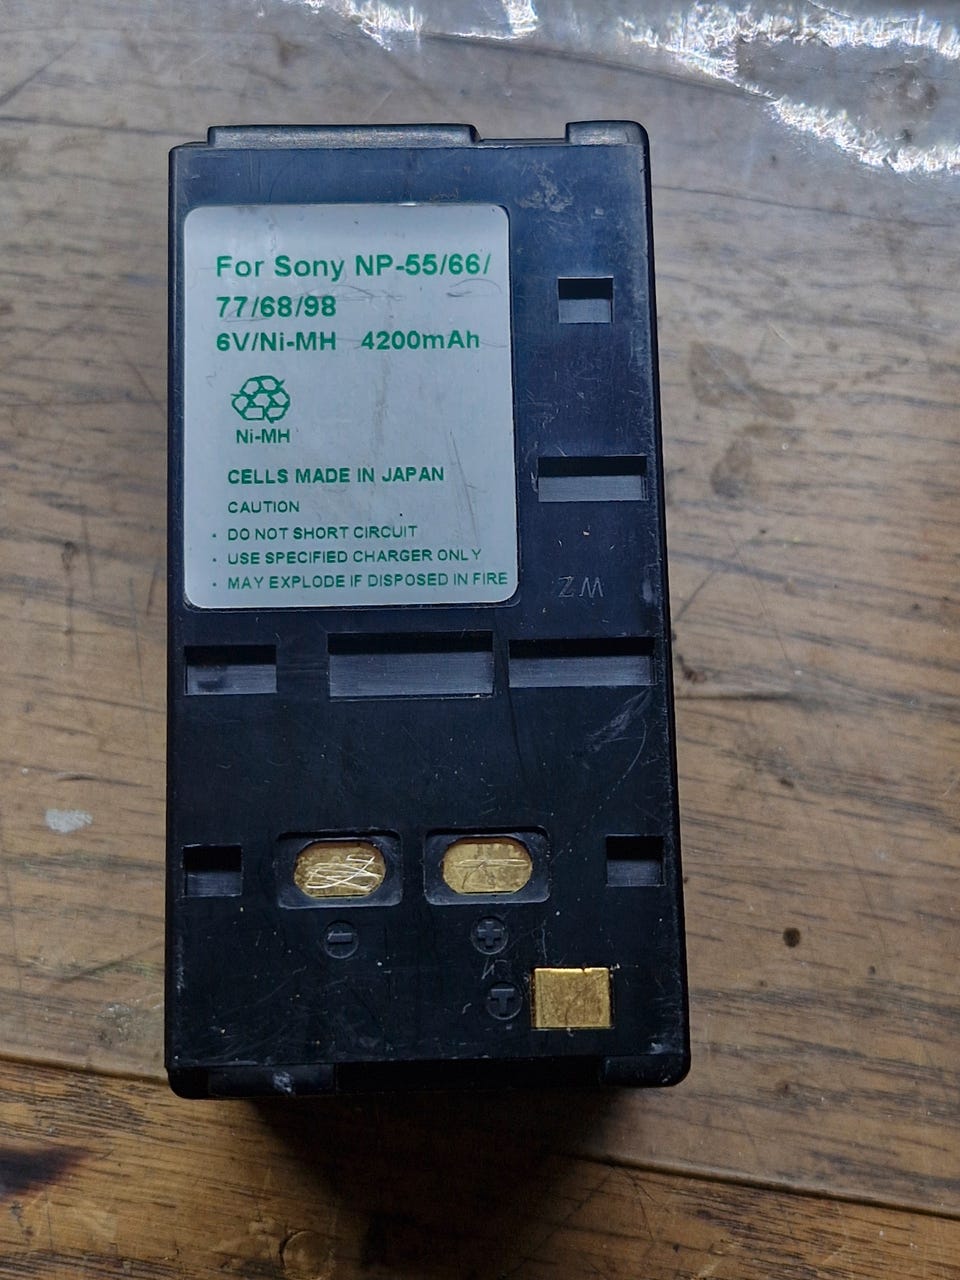 For Sony NP-55/66/
77/68/98
6V/Ni-MH 4200mAh
Ni-MH
CELLS MADE IN JAPAN
CAUTION
· DO NOT SHORT CIRCUIT
· USE SPECIFIED CHARGER ONLY
· MAY EXPLODE IF DISPOSED IN FIRE
ZW
- +
T